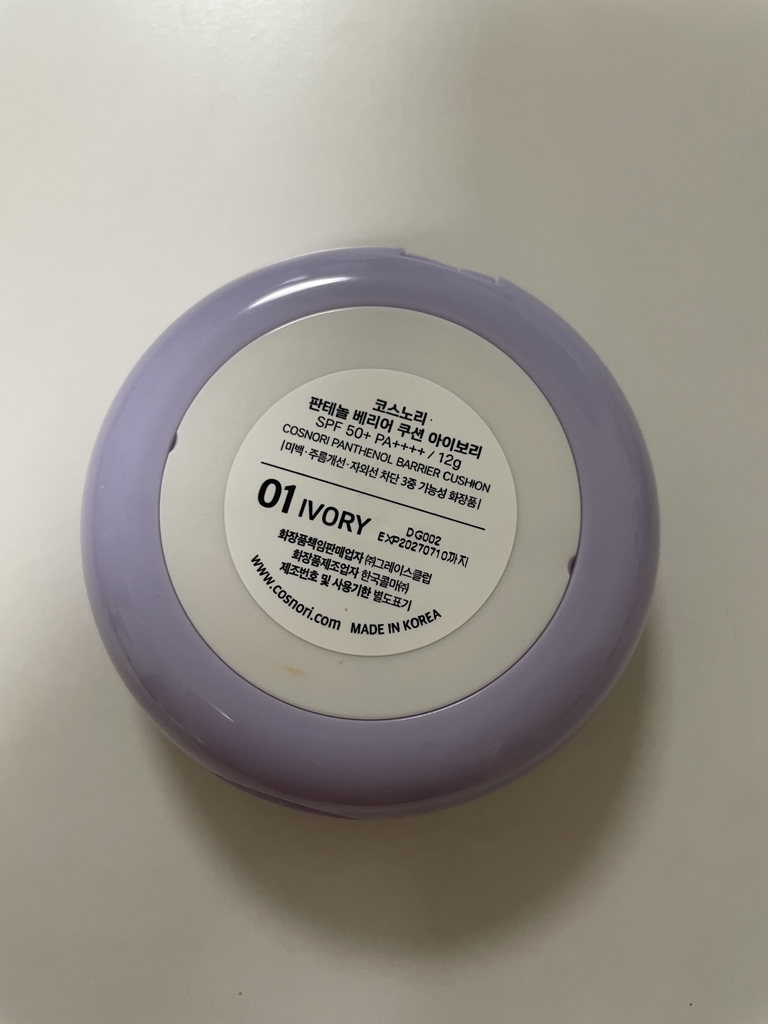 코스노리
판테놀 베리어 쿠션 아이보리
SPF 50+ PA++++ / 12g
COSNORI PANTHENOL BARRIER CUSHION
|미백·주름개선·자외선 차단 3중 기능성 화장품|
01 IVORY
DG002
EXP20270710까지
화장품책임판매업자 ㈜그레이스클럽
화장품제조업자 한국콜마㈜
제조번호 및 사용기한 별도표기
www.cosnori.com MADE IN KOREA